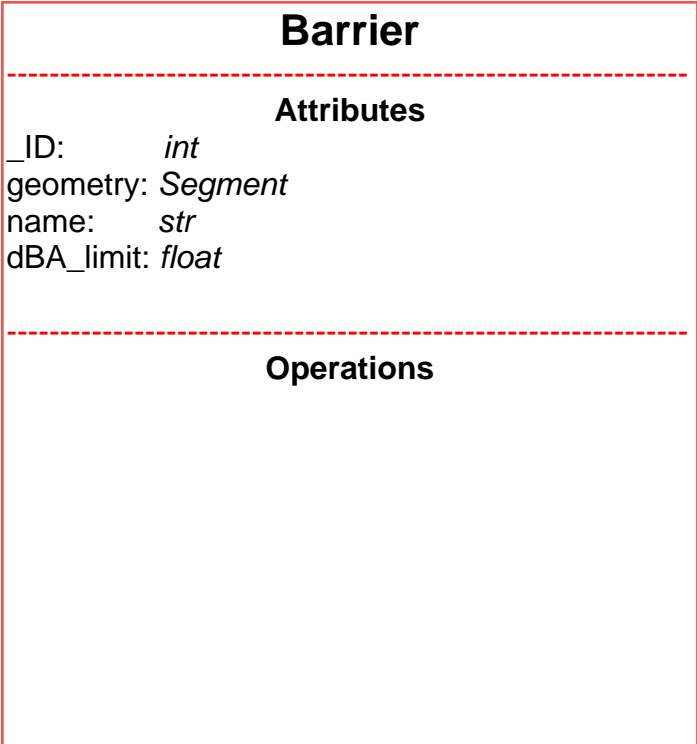 Barrier
Attributes
_ID: int
geometry: Segment
name: str
dBA_limit: float
Operations